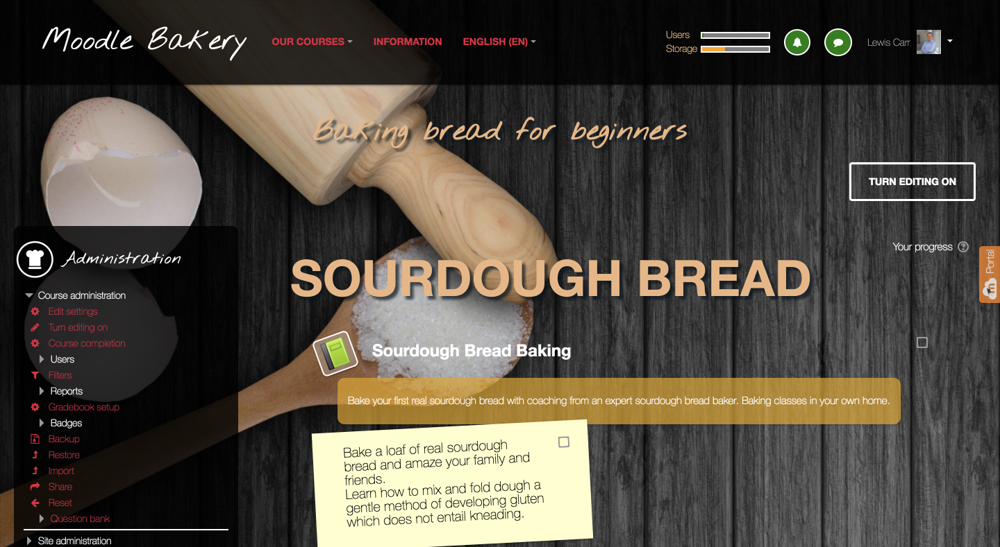 Moodle Bakery
OUR COURSES
INFORMATION
ENGLISH (EN)
Users
Storage
Lewis Carr
Baking bread for beginners
TURN EDITING ON
Your progress
Portal
Administration
Course administration
Edit settings
Turn editing on
Course completion
Users
Filters
Reports
Gradebook setup
Badges
Backup
Restore
Import
Share
Reset
Question bank
Site administration
SOURDOUGH BREAD
Sourdough Bread Baking
Bake your first real sourdough bread with coaching from an expert sourdough bread baker. Baking classes in your own home.
Bake a loaf of real sourdough
bread and amaze your family and
friends.
Learn how to mix and fold dough a
gentle method of developing gluten
which does not entail kneading.